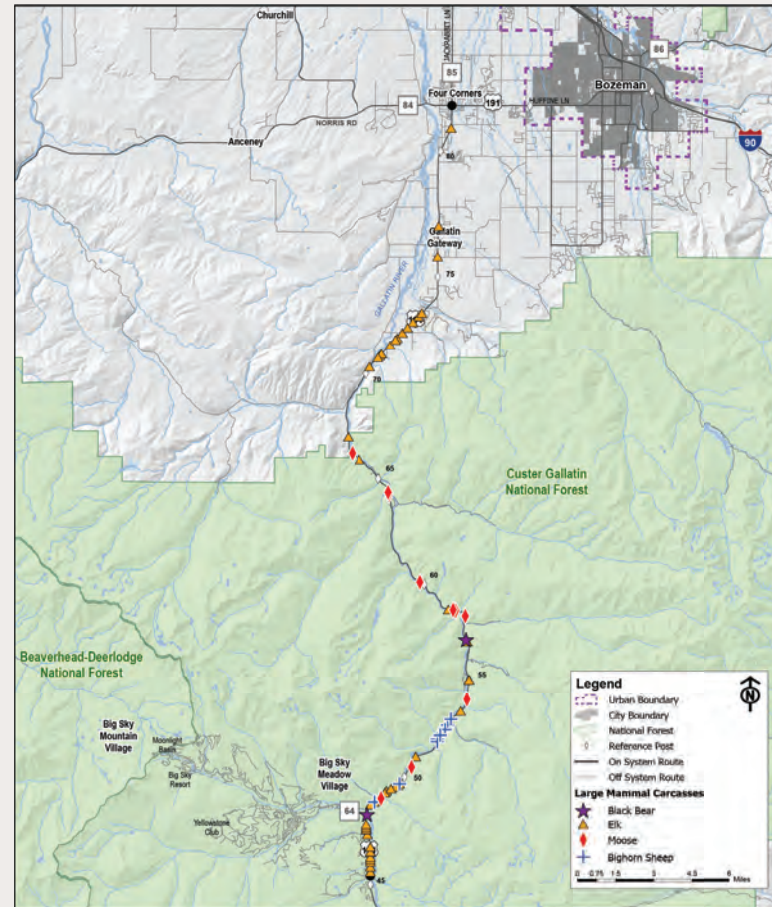 Churchill
JACKRABBIT LN
85
86
Four Corners
Bozeman
84
191
HUFFINE LN
NORRIS RD
Anceney
90
80
Gallatin
Gateway
75
GALLATIN RIVER
70
Custer Gallatin
National Forest
65
60
Beaverhead-Deerlodge
National Forest
55
Big Sky
Mountain
Village
Moonlight
Basin
Big Sky
Resort
Big Sky
Meadow
Village
50
Yellowstone
Club
64
45
Legend
N
Urban Boundary
City Boundary
National Forest
Reference Post
On System Route
Off System Route
Large Mammal Carcasses
Black Bear
Elk
Moose
Bighorn Sheep
0 0.75 1.5 3 4.5 6
Miles